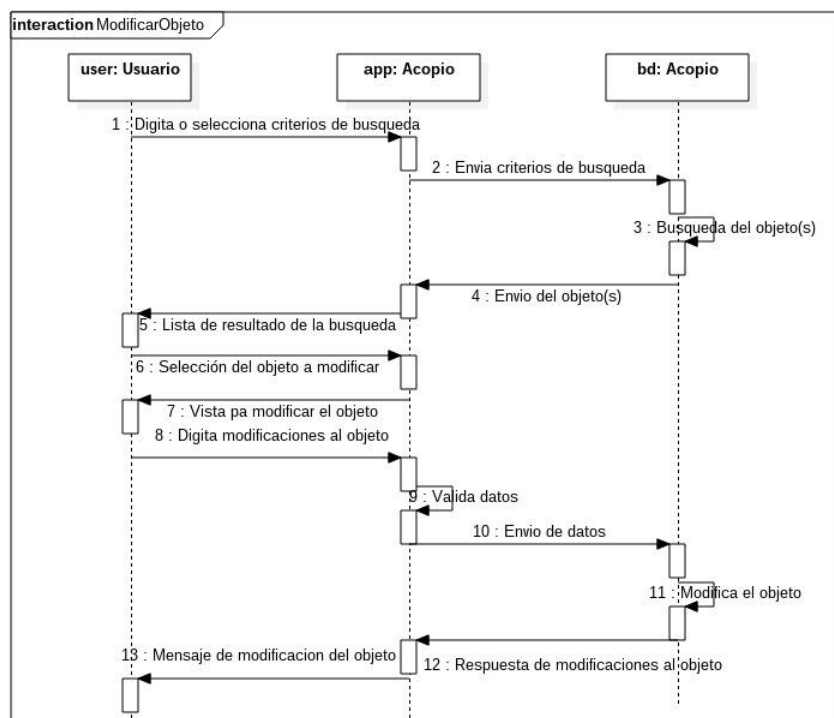 interaction ModificarObjeto
user: Usuario
app: Acopio
bd: Acopio
1 : Digita o selecciona criterios de busqueda
2 : Envia criterios de busqueda
3 : Busqueda del objeto(s)
4 : Envio del objeto(s)
5 : Lista de resultado de la busqueda
6 : Selección del objeto a modificar
7 : Vista pa modificar el objeto
8 : Digita modificaciones al objeto
9 : Valida datos
10 : Envio de datos
11 : Modifica el objeto
13 : Mensaje de modificacion del objeto
12 : Respuesta de modificaciones al objeto